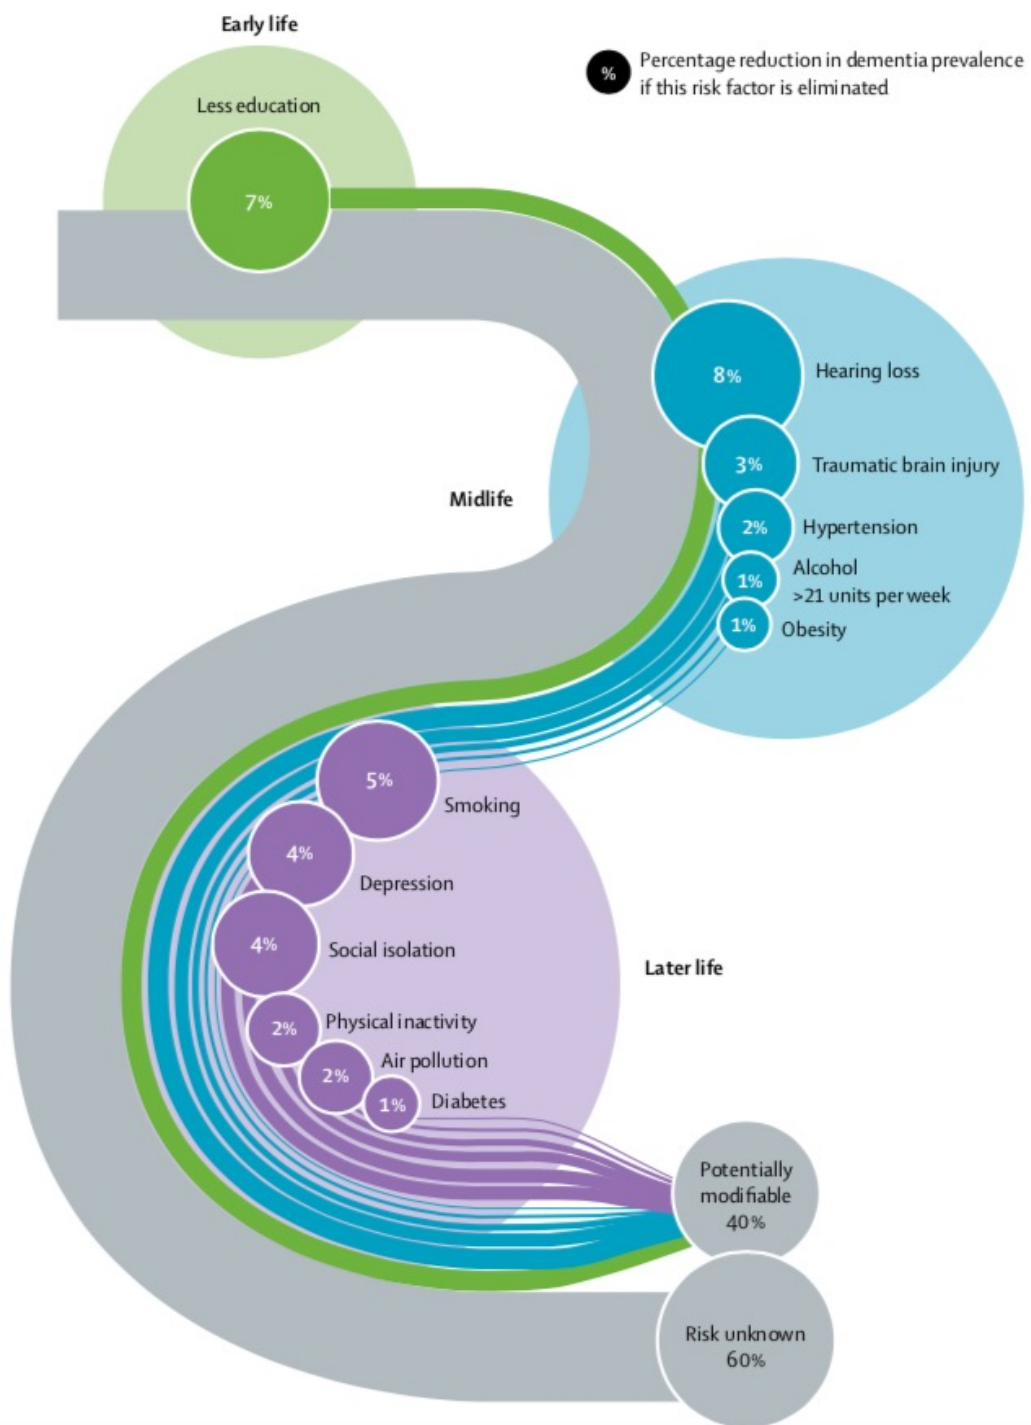 Early life
%
Percentage reduction in dementia prevalence
if this risk factor is eliminated
Less education
7%
8%
Hearing loss
3%
Traumatic brain injury
Midlife
2%
Hypertension
1%
Alcohol
>21 units per week
1%
Obesity
5%
Smoking
4%
Depression
4%
Social isolation
Later life
2%
Physical inactivity
2%
Air pollution
1%
Diabetes
Potentially
modifiable
40%
Risk unknown
60%